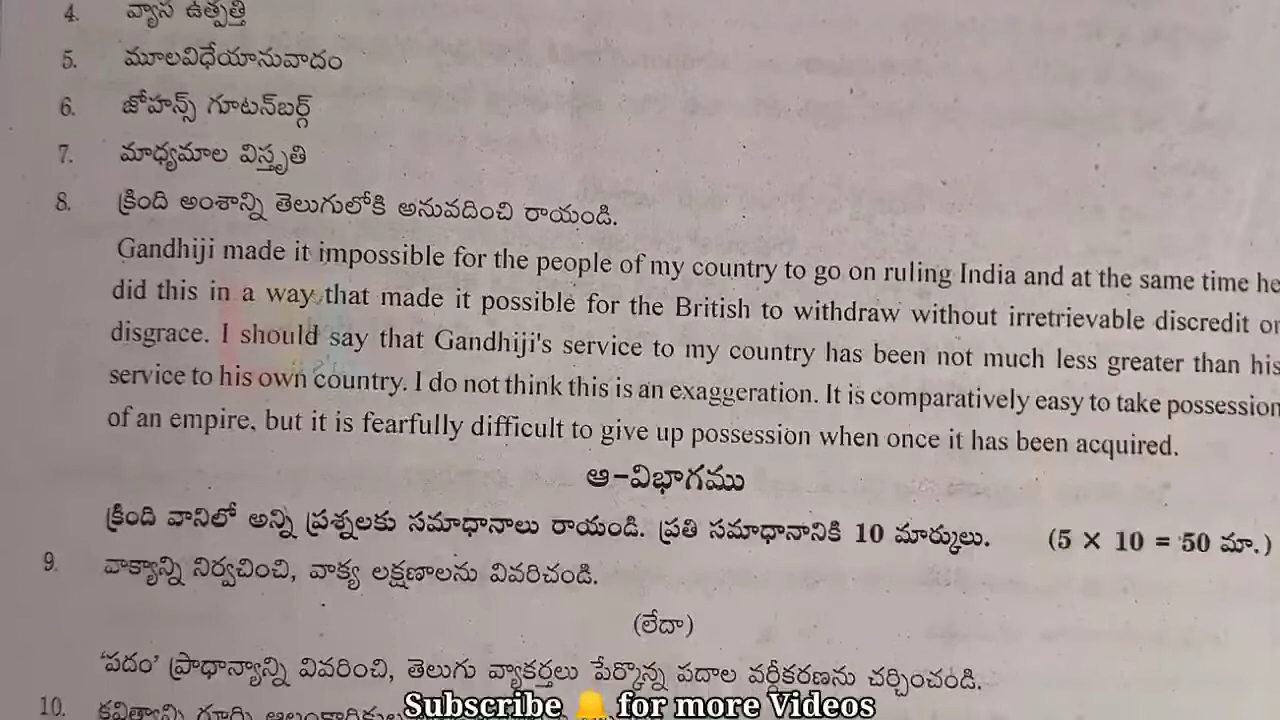 4. వ్యాస ఉత్పత్తి
5. మూలవిధేయానువాదం
6. జోహన్స్ గూటన్‌బర్గ్
7. మాధ్యమాల విస్తృతి
8. క్రింది అంశాన్ని తెలుగులోకి అనువదించి రాయండి.
Gandhiji made it impossible for the people of my country to go on ruling India and at the same time he
did this in a way that made it possible for the British to withdraw without irretrievable discredit or
disgrace. I should say that Gandhiji's service to my country has been not much less greater than his
service to his own country. I do not think this is an exaggeration. It is comparatively easy to take possession
of an empire, but it is fearfully difficult to give up possession when once it has been acquired.
ఆ-విభాగము
క్రింది వానిలో అన్ని ప్రశ్నలకు సమాధానాలు రాయండి. ప్రతి సమాధానానికి 10 మార్కులు. (5 × 10 = 50 మా.)
9. వాక్యాన్ని నిర్వచించి, వాక్య లక్షణాలను వివరిచండి.
(లేదా)
'పదం' ప్రాధాన్యాన్ని వివరించి, తెలుగు వ్యాకర్తలు పేర్కొన్న పదాల వర్గీకరణను చర్చించండి.
10. కవిత్వాన్ని గూర్చి
Subscribe 🔔 for more Videos